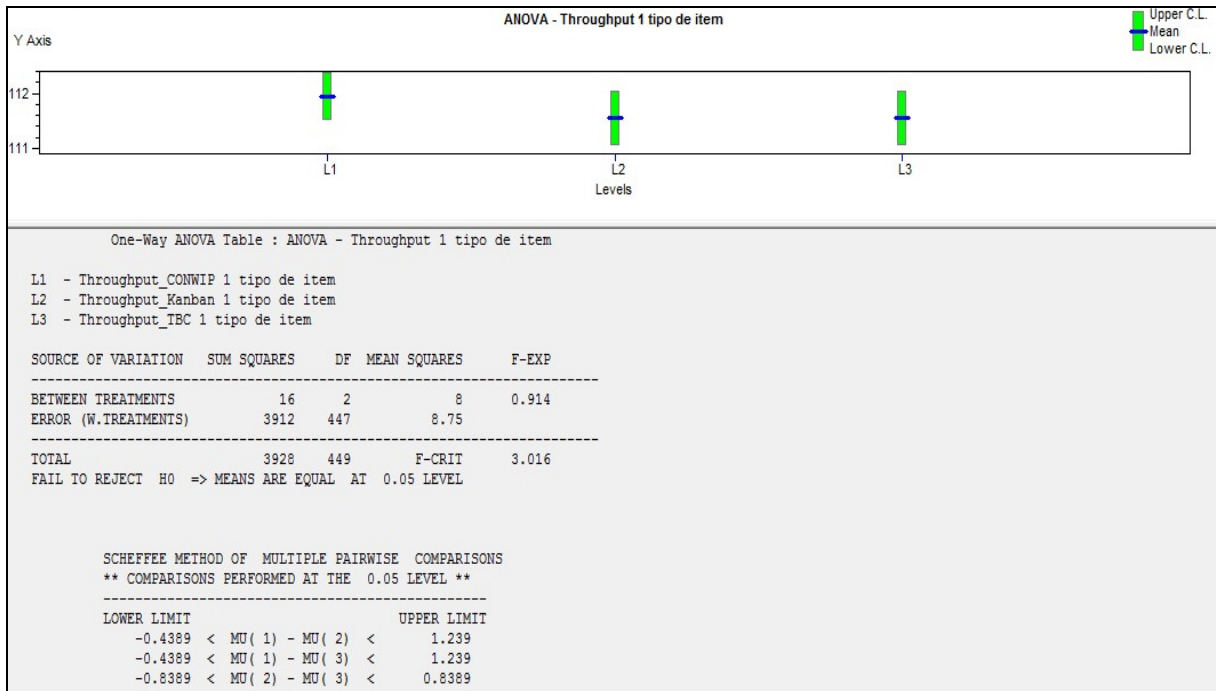 ANOVA - Throughput 1 tipo de item
Upper C.L.
Mean
Lower C.L.
Y Axis
112
111
L1 L2 L3
Levels
One-Way ANOVA Table : ANOVA - Throughput 1 tipo de item
L1 - Throughput_CONWIP 1 tipo de item
L2 - Throughput_Kanban 1 tipo de item
L3 - Throughput_TBC 1 tipo de item
SOURCE OF VARIATION SUM SQUARES DF MEAN SQUARES F-EXP
BETWEEN TREATMENTS 16 2 8 0.914
ERROR (W.TREATMENTS) 3912 447 8.75
TOTAL 3928 449 F-CRIT 3.016
FAIL TO REJECT H0 => MEANS ARE EQUAL AT 0.05 LEVEL
SCHEFFEE METHOD OF MULTIPLE PAIRWISE COMPARISONS
** COMPARISONS PERFORMED AT THE 0.05 LEVEL **
LOWER LIMIT UPPER LIMIT
-0.4389 < MU( 1) - MU( 2) < 1.239
-0.4389 < MU( 1) - MU( 3) < 1.239
-0.8389 < MU( 2) - MU( 3) < 0.8389